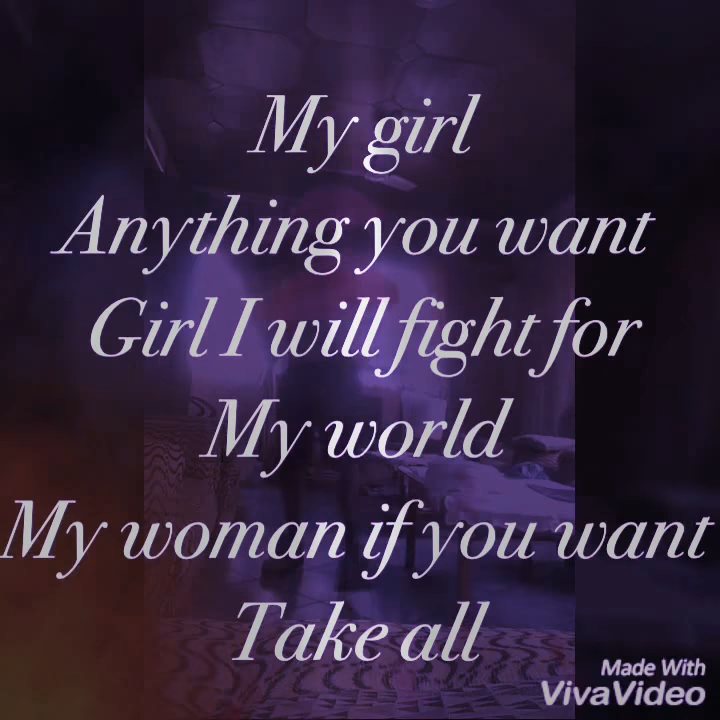 My girl
Anything you want
Girl I will fight for
My world
My woman if you want
Take all
Made With
VivaVideo